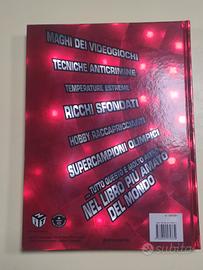 MAGHI DEI VIDEOGIOCHI
TECNICHE ANTICRIMINE
TEMPERATURE ESTREME
RICCHI SFONDATI
HOBBY RACCAPRICCIANTI
SUPERCAMPIONI OLIMPICI
...TUTTO QUESTO E MOLTO ANCORA
NEL LIBRO PIÙ AMATO
DEL MONDO
subito